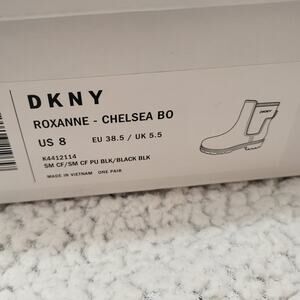 DKNY
ROXANNE - CHELSEA BO
US 8 EU 38.5 / UK 5.5
K4412114
SM CF/SM CF PU BLK/BLACK BLK
MADE IN VIETNAM ONE PAIR
DKNY